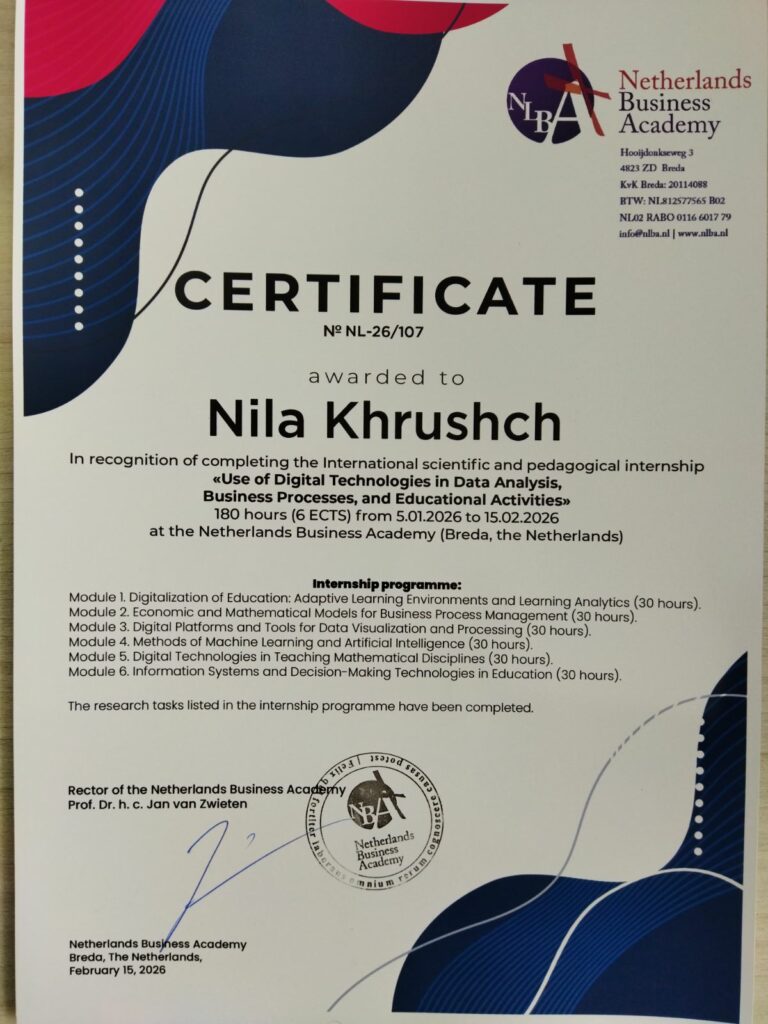 NLBA
Netherlands
Business
Academy
Hooijdonkseweg 3
4823 ZD Breda
KvK Breda: 20114088
BTW: NL812577565 B02
NL02 RABO 0116 6017 79
info@nlba.nl | www.nlba.nl
CERTIFICATE
№ NL-26/107
awarded to
Nila Khrushch
In recognition of completing the International scientific and pedagogical internship
«Use of Digital Technologies in Data Analysis,
Business Processes, and Educational Activities»
180 hours (6 ECTS) from 5.01.2026 to 15.02.2026
at the Netherlands Business Academy (Breda, the Netherlands)
Internship programme:
Module 1. Digitalization of Education: Adaptive Learning Environments and Learning Analytics (30 hours).
Module 2. Economic and Mathematical Models for Business Process Management (30 hours).
Module 3. Digital Platforms and Tools for Data Visualization and Processing (30 hours).
Module 4. Methods of Machine Learning and Artificial Intelligence (30 hours).
Module 5. Digital Technologies in Teaching Mathematical Disciplines (30 hours).
Module 6. Information Systems and Decision-Making Technologies in Education (30 hours).
The research tasks listed in the internship programme have been completed.
Rector of the Netherlands Business Academy
Prof. Dr. h. c. Jan van Zwieten
Felix q fortiter laborans omnium rerum cognoscere causas potest |
NLBA
Netherlands
Business
Academy
Netherlands Business Academy
Breda, The Netherlands,
February 15, 2026